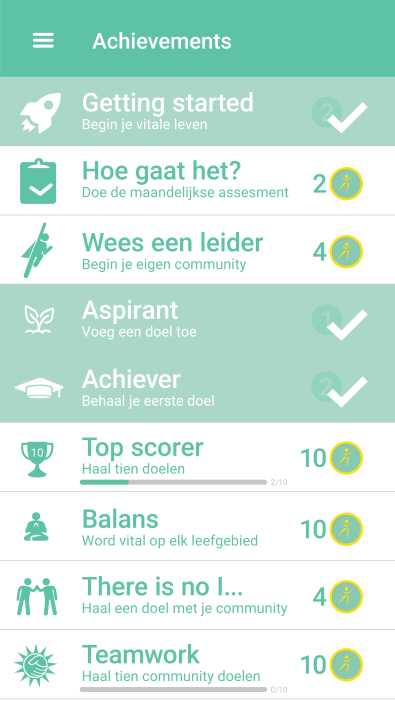 Achievements
Getting started
2
Begin je vitale leven
Hoe gaat het?
2
Doe de maandelijkse assesment
Wees een leider
4
Begin je eigen community
Aspirant
1
Voeg een doel toe
Achiever
2
Behaal je eerste doel
10
Top scorer
10
Haal tien doelen
2/10
Balans
10
Word vital op elk leefgebied
There is no I...
4
Haal een doel met je community
Teamwork
10
Haal tien community doelen
0/10